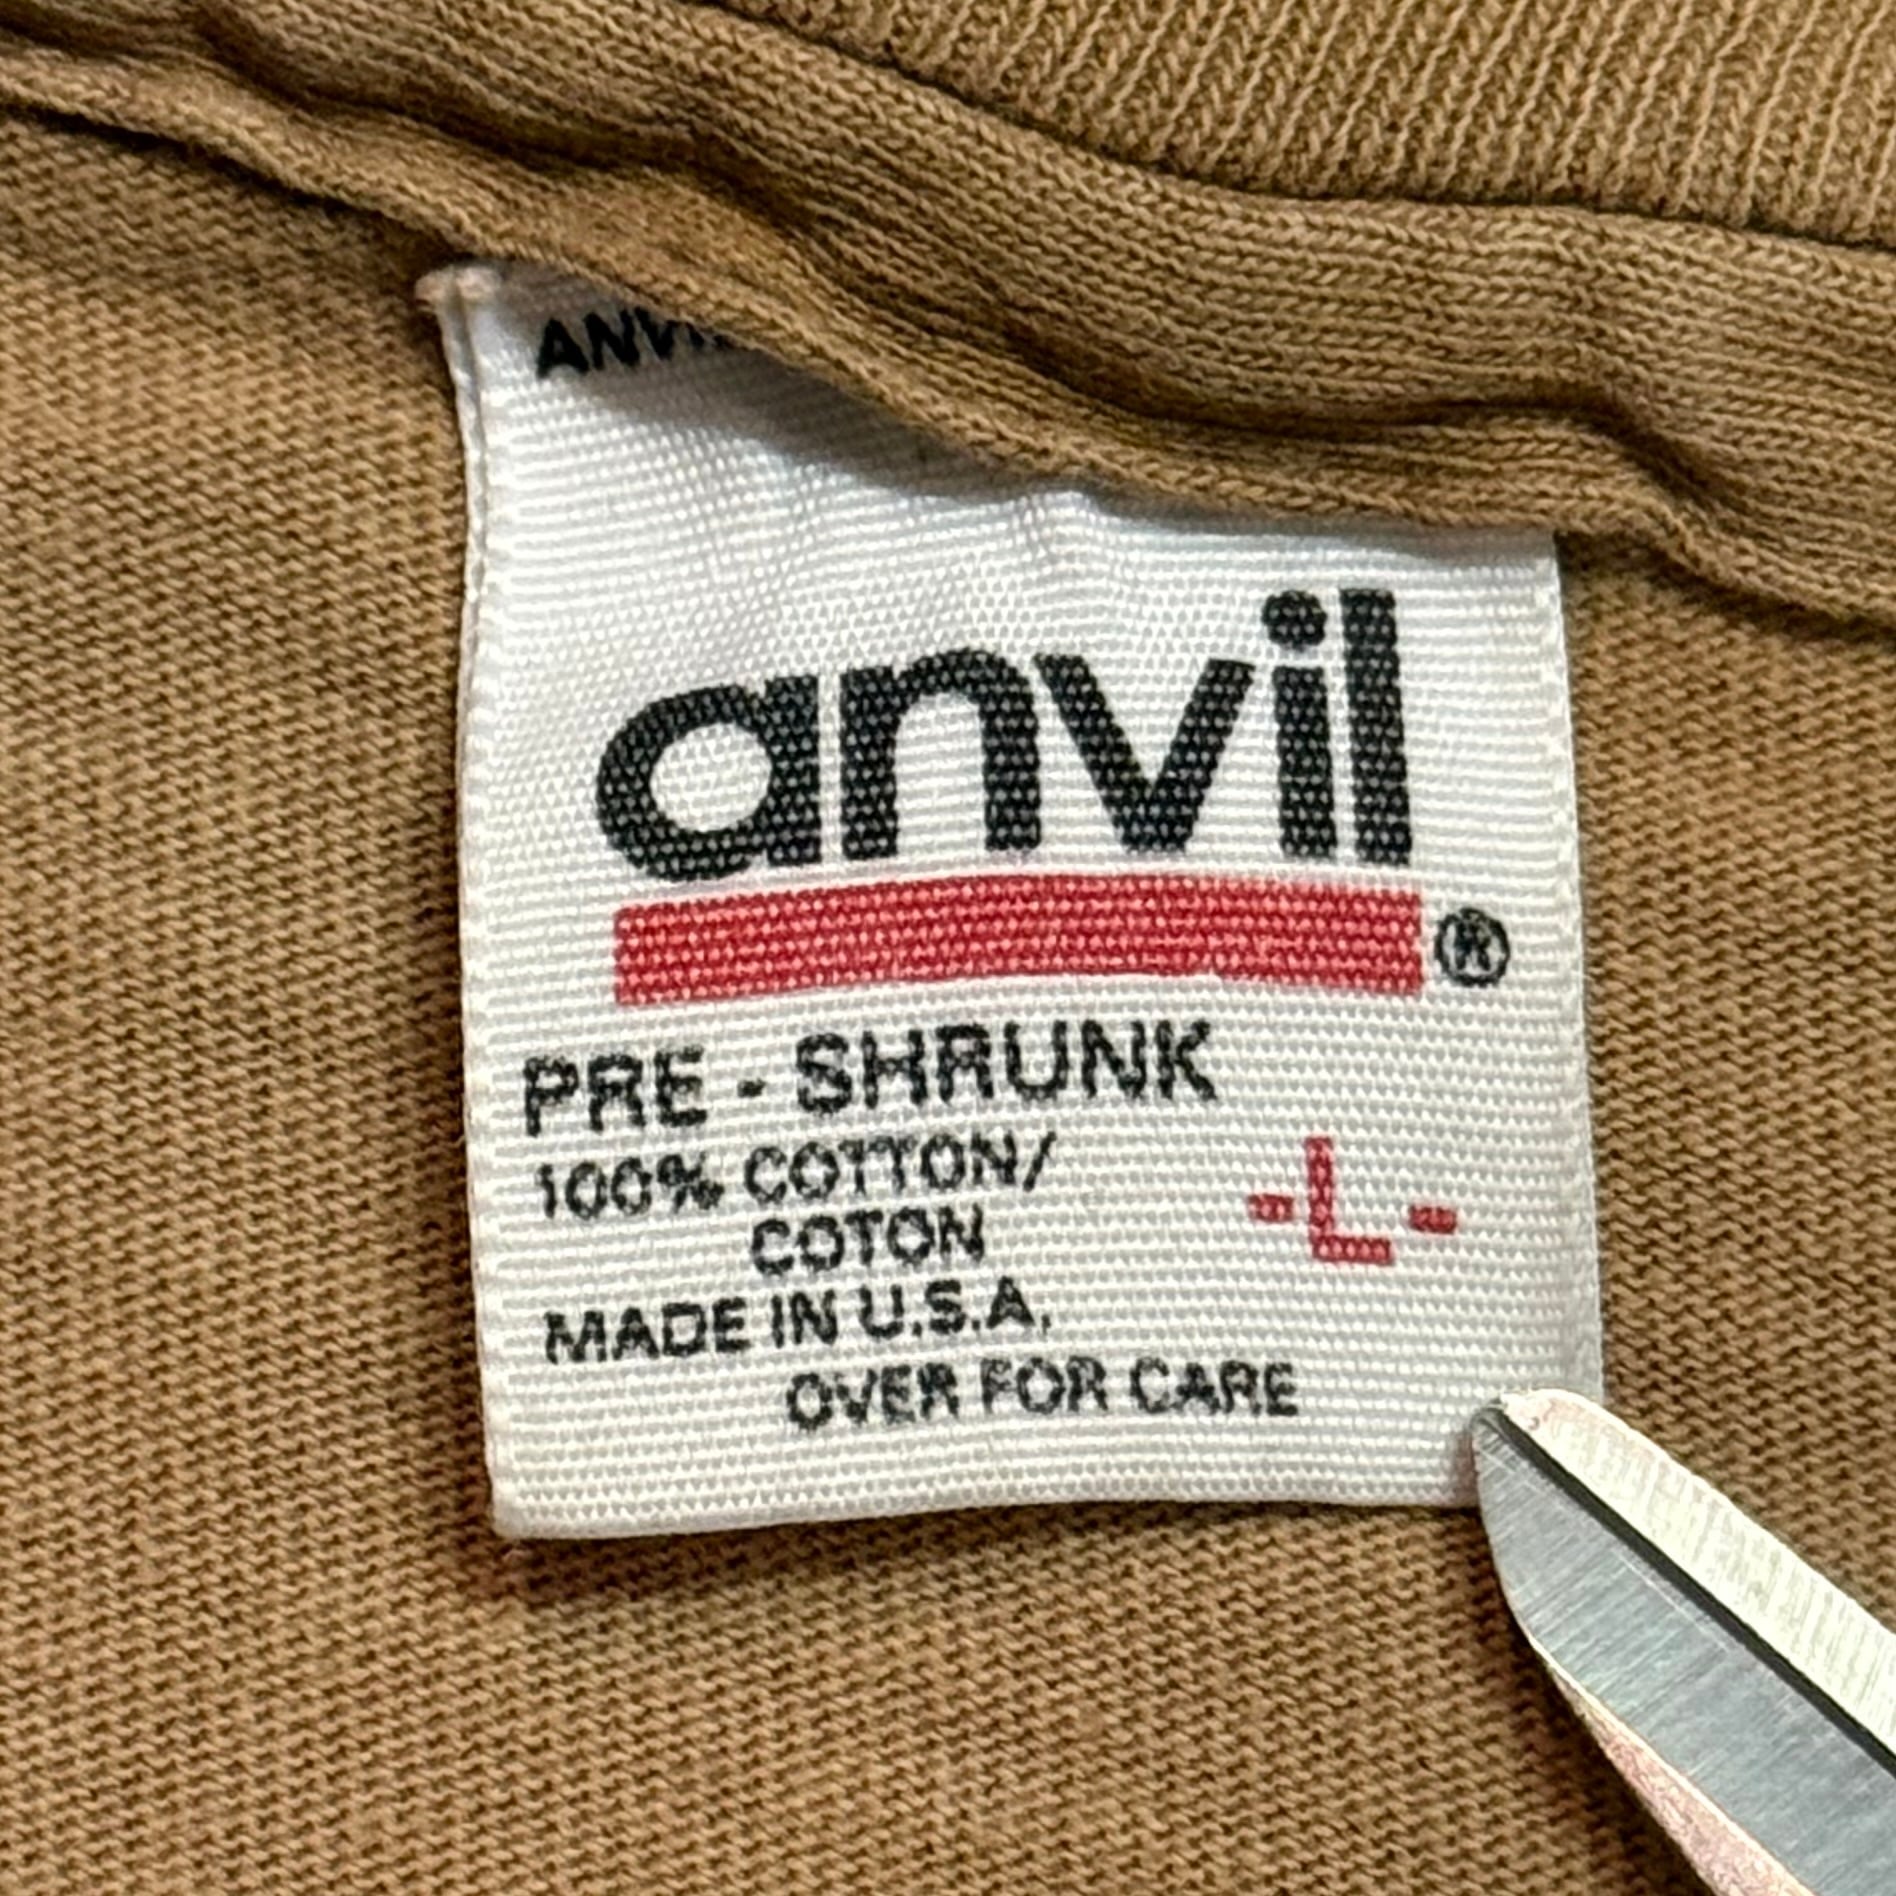 anvil®
PRE - SHRUNK
100% COTTON/
COTON
-L-
MADE IN U.S.A.
OVER FOR CARE